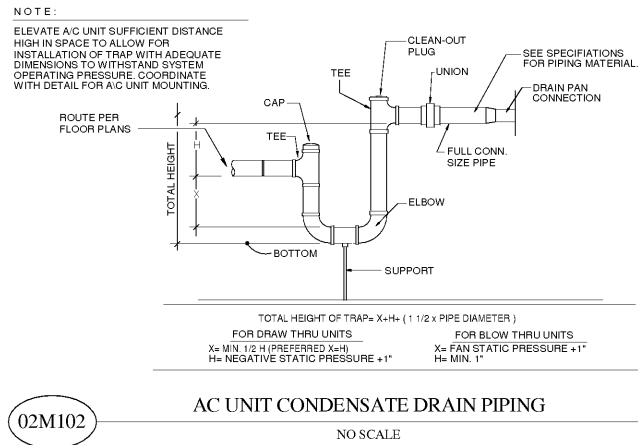 NOTE:
ELEVATE A/C UNIT SUFFICIENT DISTANCE
HIGH IN SPACE TO ALLOW FOR
INSTALLATION OF TRAP WITH ADEQUATE
DIMENSIONS TO WITHSTAND SYSTEM
OPERATING PRESSURE. COORDINATE
WITH DETAIL FOR A\C UNIT MOUNTING.
CLEAN-OUT
PLUG
TEE
UNION
SEE SPECIFIATIONS
FOR PIPING MATERIAL.
DRAIN PAN
CONNECTION
CAP
ROUTE PER
FLOOR PLANS
TEE
FULL CONN.
SIZE PIPE
TOTAL HEIGHT
H
X
ELBOW
BOTTOM
SUPPORT
TOTAL HEIGHT OF TRAP= X+H+ ( 1 1/2 x PIPE DIAMETER )
FOR DRAW THRU UNITS
X= MIN. 1/2 H (PREFERRED X=H)
H= NEGATIVE STATIC PRESSURE +1"
FOR BLOW THRU UNITS
X= FAN STATIC PRESSURE +1"
H= MIN. 1"
02M102
AC UNIT CONDENSATE DRAIN PIPING
NO SCALE